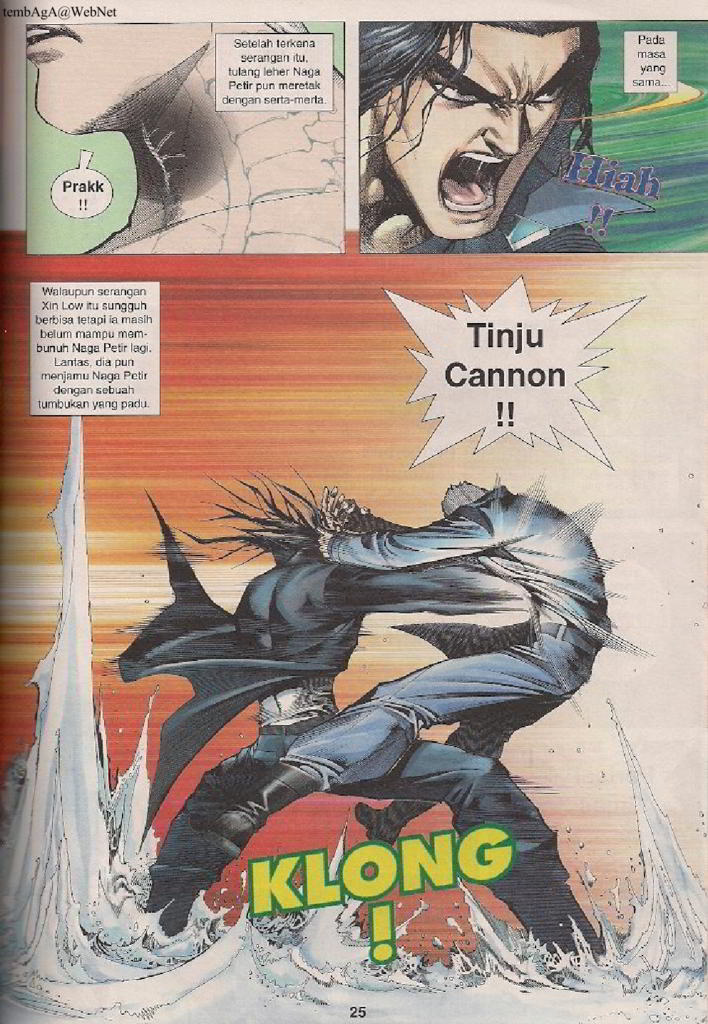 tembAgA@WebNet
Setelah terkena
serangan itu,
tulang leher Naga
Petir pun meretak
dengan serta-merta.
Prakk
!!
Pada
masa
yang
sama...
Hiah
!!
Walaupun serangan
Xin Low itu sungguh
berbisa tetapi ia masih
belum mampu mem-
bunuh Naga Petir lagi.
Lantas, dia pun
menjamu Naga Petir
dengan sebuah
tumbukan yang padu.
Tinju
Cannon
!!
KLONG
!
25